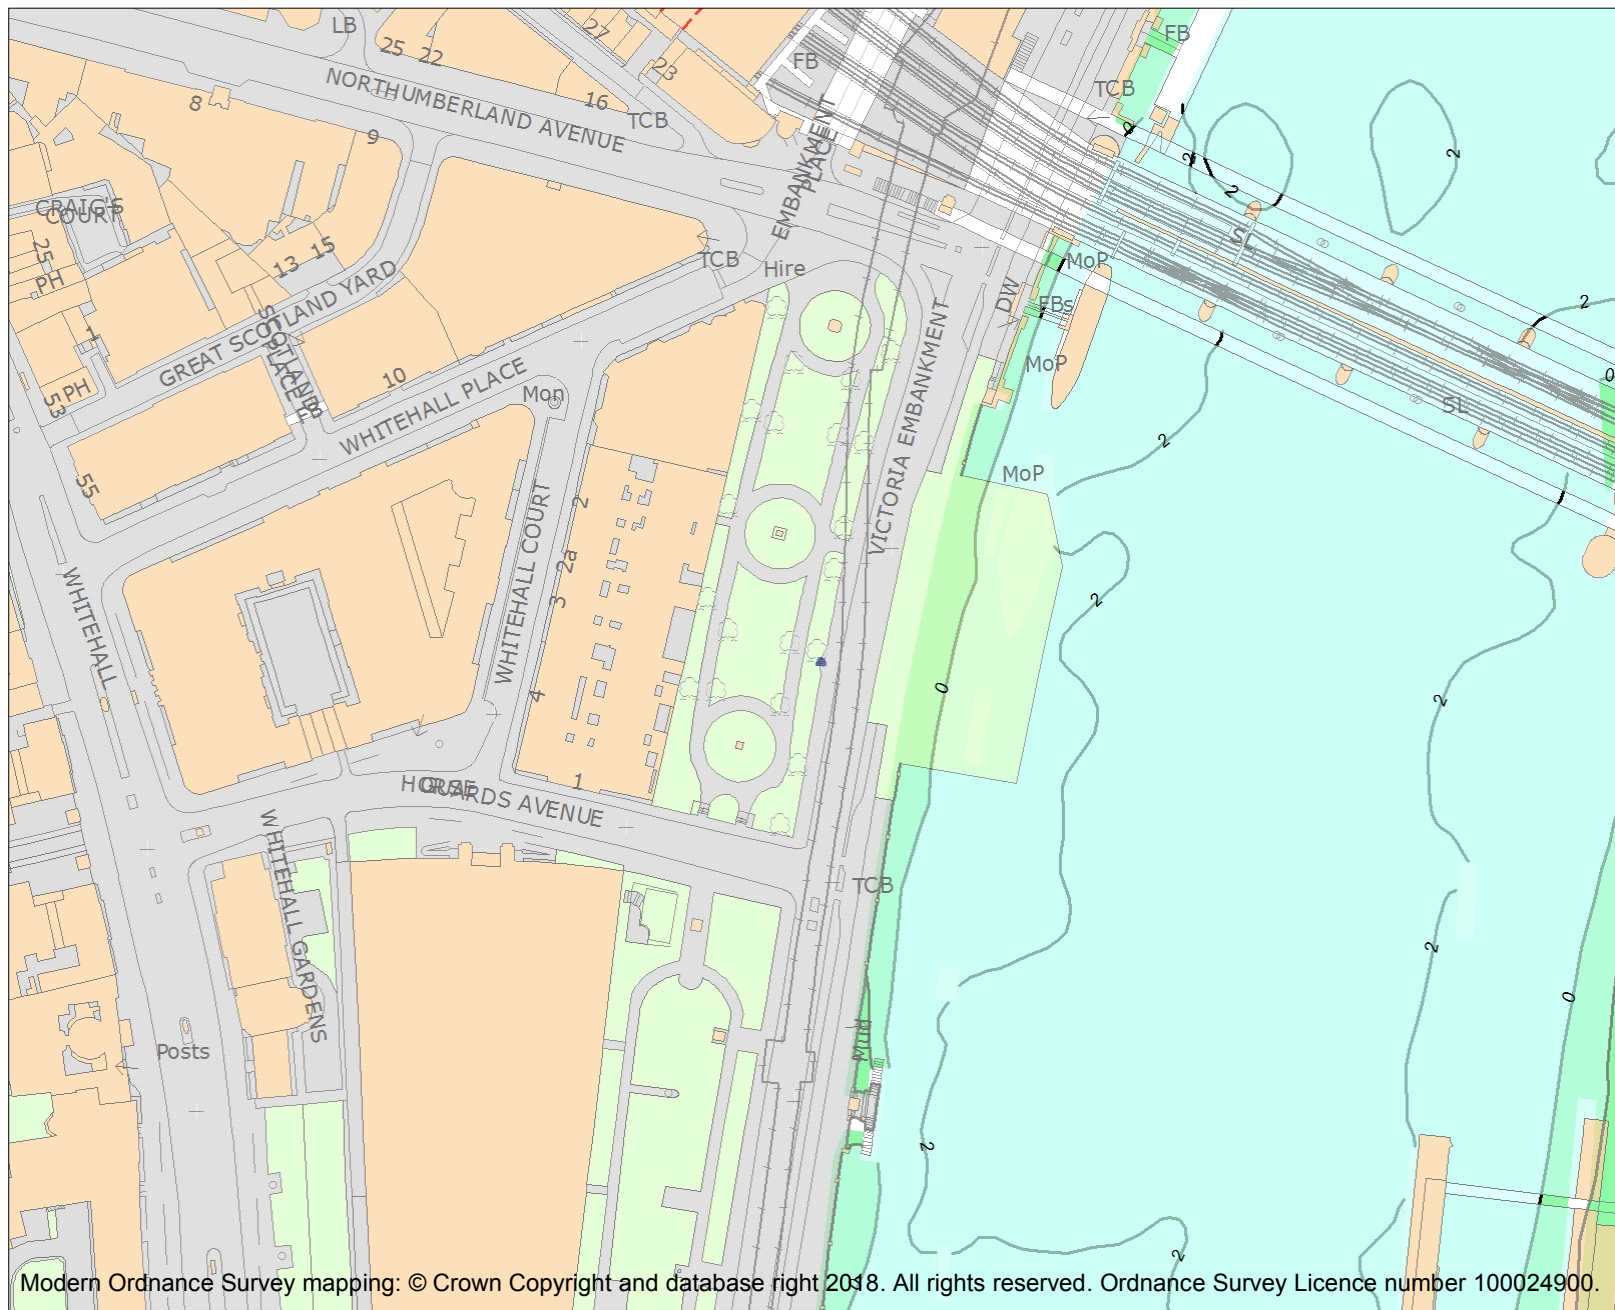 LB
25
22
27
23
FB
FB
NORTHUMBERLAND AVENUE
8
16
TCB
TCB
9
EMBANKMENT
PLACE
2
2
2
CRAIG'S
COURT
25
PH
13
15
TCB
Hire
SL
MoP
DW
FBs
2
1
GREAT SCOTLAND YARD
SCOTLAND
PLACE
FB
VICTORIA EMBANKMENT
MoP
0
PH
53
10
WHITEHALL PLACE
Mon
SL
2
55
MoP
2
2a
3
4
WHITEHALL COURT
WHITEHALL
2
0
2
HORSE
GUARDS AVENUE
1
WHITEHALL GARDENS
TCB
2
0
Posts
Mud
2
2
Modern Ordnance Survey mapping: © Crown Copyright and database right 2018. All rights reserved. Ordnance Survey Licence number 100024900.